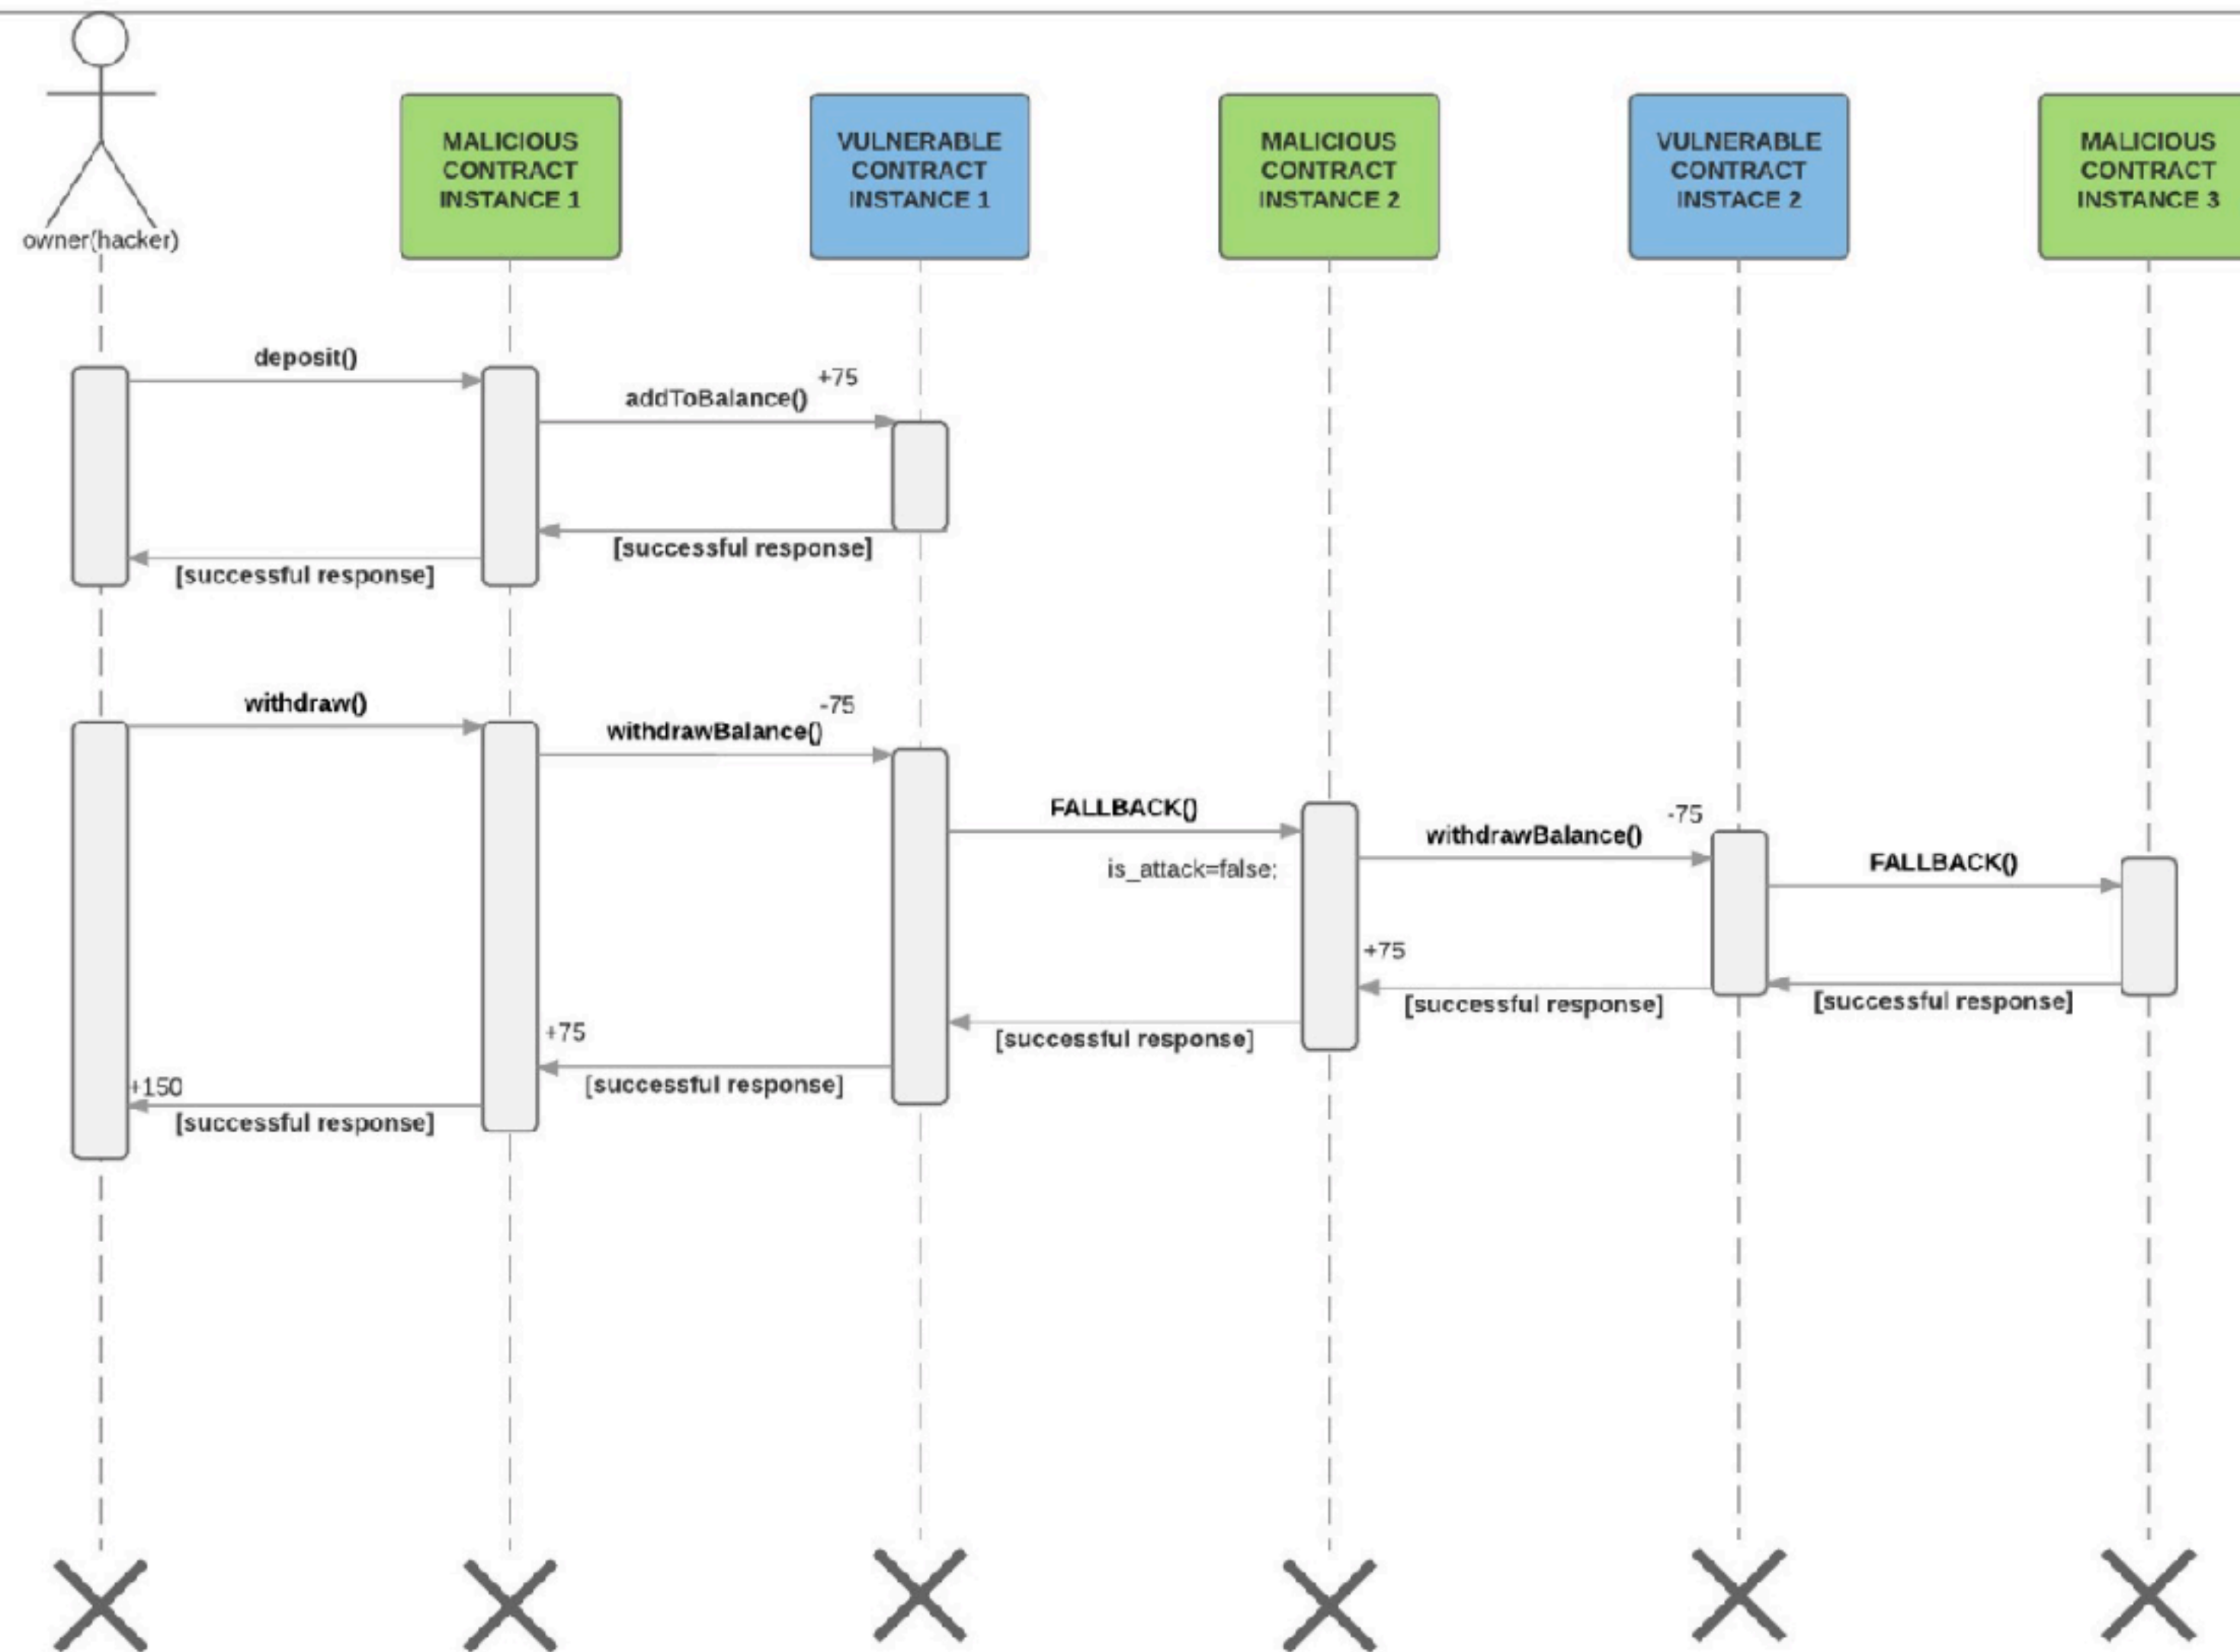 owner(hacker)
MALICIOUS
CONTRACT
INSTANCE 1
VULNERABLE
CONTRACT
INSTANCE 1
MALICIOUS
CONTRACT
INSTANCE 2
VULNERABLE
CONTRACT
INSTACE 2
MALICIOUS
CONTRACT
INSTANCE 3
deposit()
+75
addToBalance()
[successful response]
[successful response]
withdraw()
-75
withdrawBalance()
FALLBACK()
is_attack=false;
-75
withdrawBalance()
FALLBACK()
+75
[successful response]
[successful response]
[successful response]
+75
[successful response]
+150
[successful response]